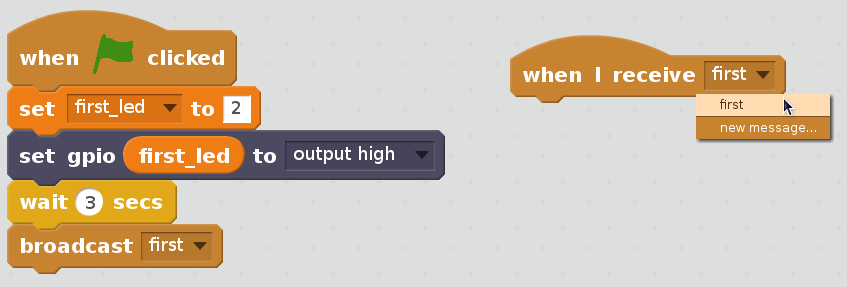 when clicked
set first_led to 2
set gpio first_led to output high
wait 3 secs
broadcast first
when I receive first
first
new message...